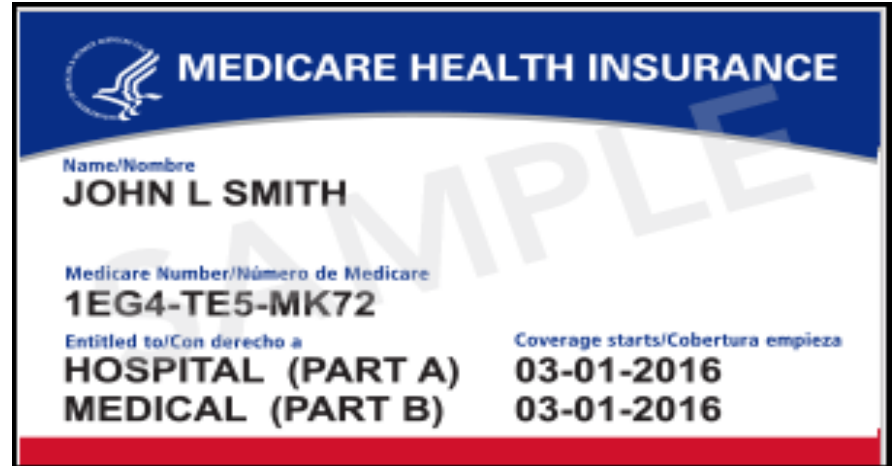 MEDICARE HEALTH INSURANCE
SAMPLE
Name/Nombre
JOHN L SMITH
Medicare Number/Número de Medicare
1EG4-TE5-MK72
Entitled to/Con derecho a Coverage starts/Cobertura empieza
HOSPITAL (PART A) 03-01-2016
MEDICAL (PART B) 03-01-2016